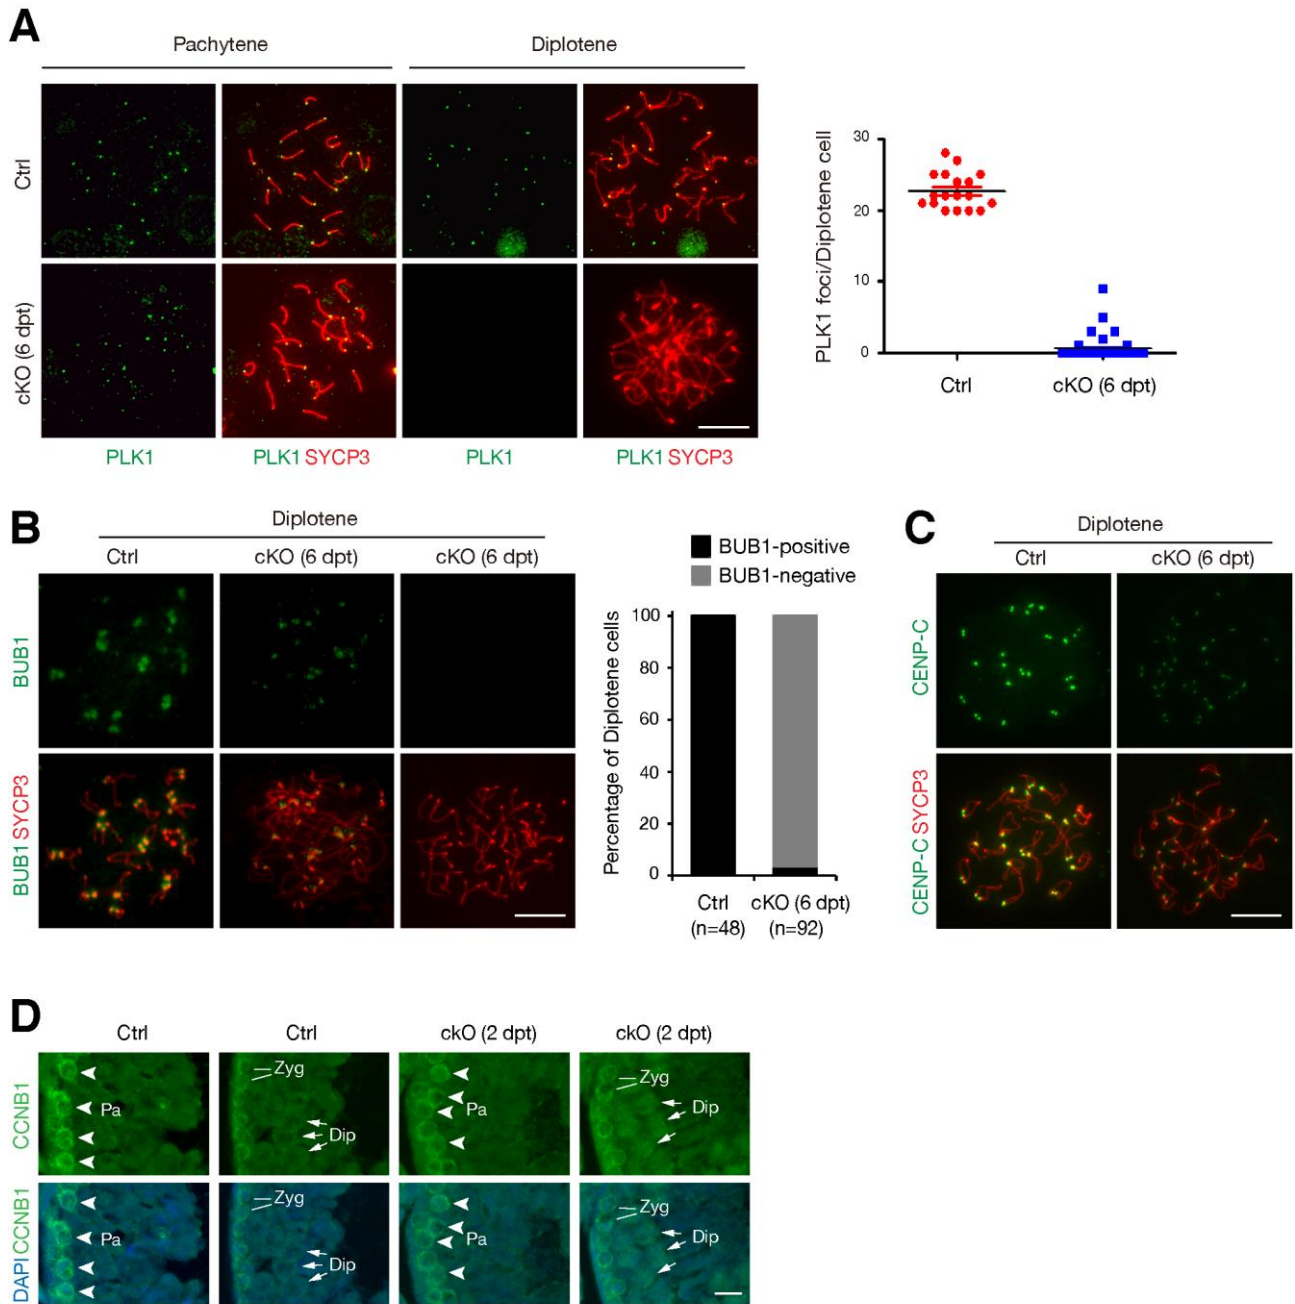 A
Pachytene
Diplotene
Ctrl
cKO (6 dpt)
PLK1
PLK1 SYCP3
PLK1
PLK1 SYCP3
PLK1 foci/Diplotene cell
30
20
10
0
Ctrl
cKO (6 dpt)
B
Diplotene
Ctrl
cKO (6 dpt)
cKO (6 dpt)
BUB1
BUB1 SYCP3
BUB1-positive
BUB1-negative
Percentage of Diplotene cells
100
80
60
40
20
0
Ctrl
(n=48)
cKO (6 dpt)
(n=92)
C
Diplotene
Ctrl
cKO (6 dpt)
CENP-C
CENP-C SYCP3
D
Ctrl
Ctrl
ckO (2 dpt)
ckO (2 dpt)
CCNB1
Pa
Zyg
Dip
Pa
Zyg
Dip
DAPI CCNB1
Pa
Zyg
Dip
Pa
Zyg
Dip